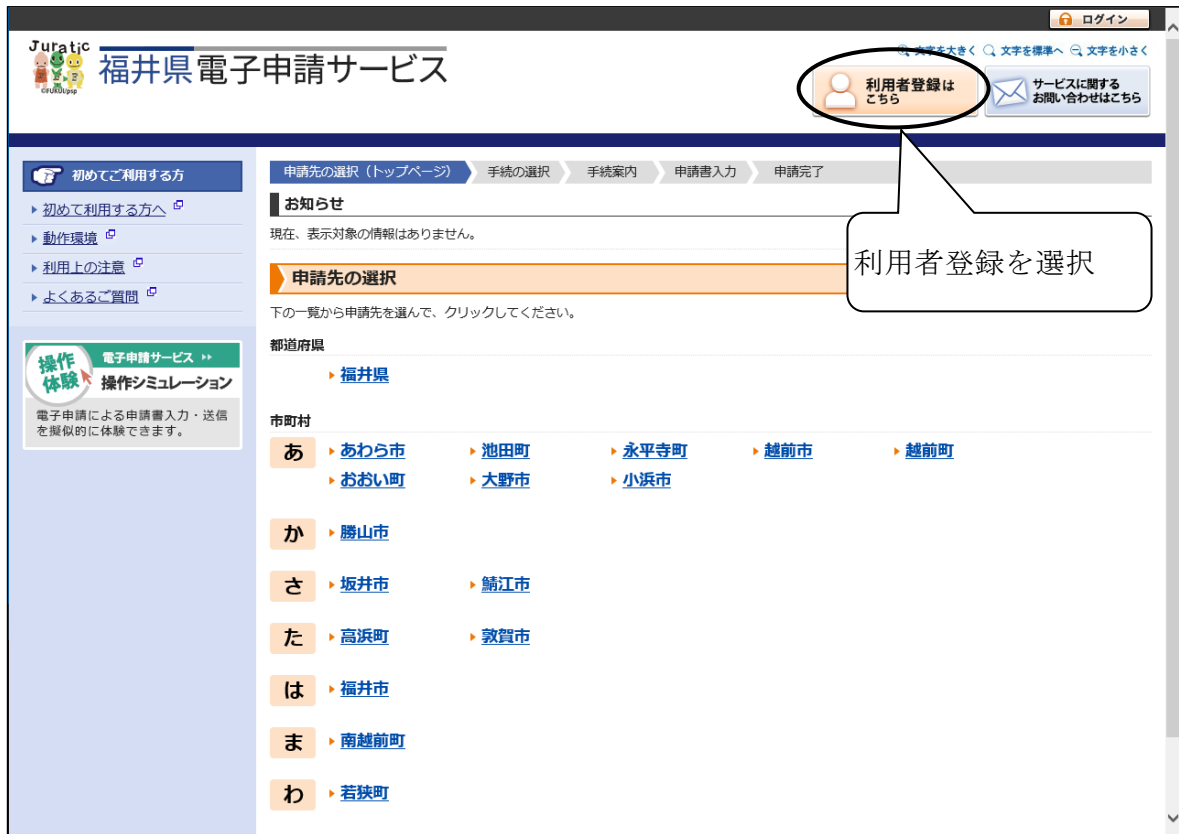 ログイン
Juratic
©FUKUI.psp
福井県電子申請サービス
文字を大きく 文字を標準へ 文字を小さく
利用者登録は
こちら
サービスに関する
お問い合わせはこちら
初めてご利用する方
初めて利用する方へ
動作環境
利用上の注意
よくあるご質問
操作
体験
電子申請サービス
操作シミュレーション
電子申請による申請書入力・送信
を擬似的に体験できます。
申請先の選択（トップページ） 手続の選択 手続案内 申請書入力 申請完了
お知らせ
現在、表示対象の情報はありません。
利用者登録を選択
申請先の選択
下の一覧から申請先を選んで、クリックしてください。
都道府県
福井県
市町村
あ あわら市 池田町 永平寺町 越前市 越前町
おおい町 大野市 小浜市
か 勝山市
さ 坂井市 鯖江市
た 高浜町 敦賀市
は 福井市
ま 南越前町
わ 若狭町